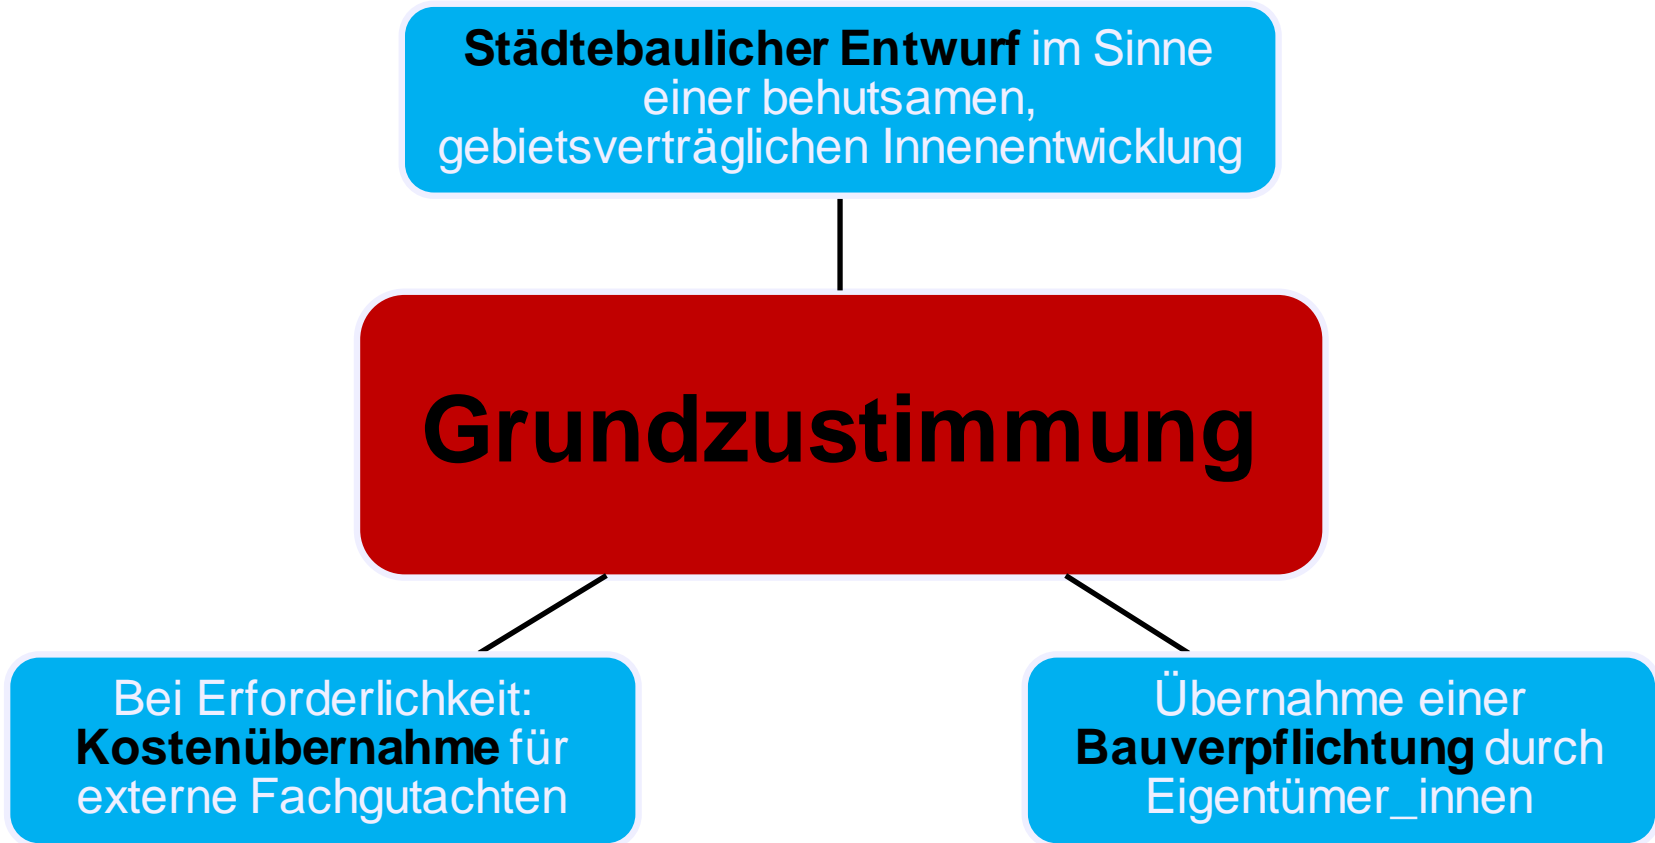 Städtebaulicher Entwurf im Sinne
einer behutsamen,
gebietsverträglichen Innenentwicklung
Grundzustimmung
Bei Erforderlichkeit:
Kostenübernahme für
externe Fachgutachten
Übernahme einer
Bauverpflichtung durch
Eigentümer_innen